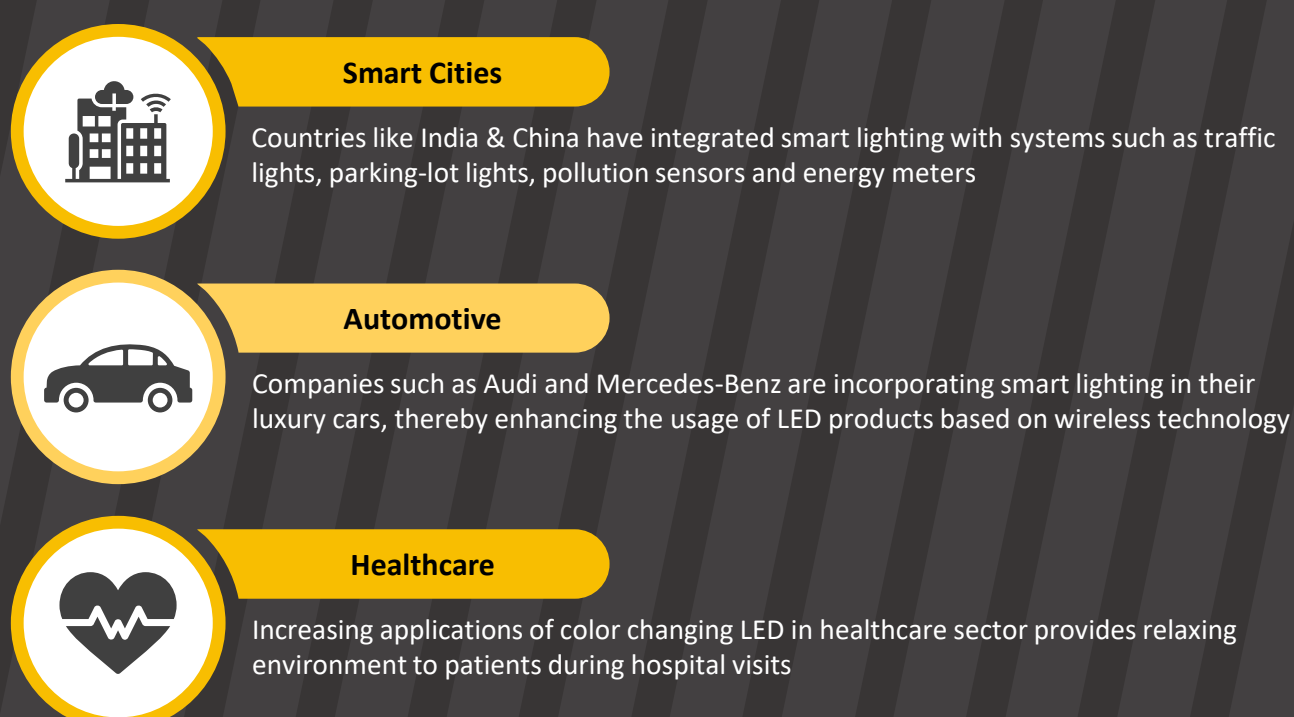 Smart Cities
Countries like India & China have integrated smart lighting with systems such as traffic
lights, parking-lot lights, pollution sensors and energy meters
Automotive
Companies such as Audi and Mercedes-Benz are incorporating smart lighting in their
luxury cars, thereby enhancing the usage of LED products based on wireless technology
Healthcare
Increasing applications of color changing LED in healthcare sector provides relaxing
environment to patients during hospital visits